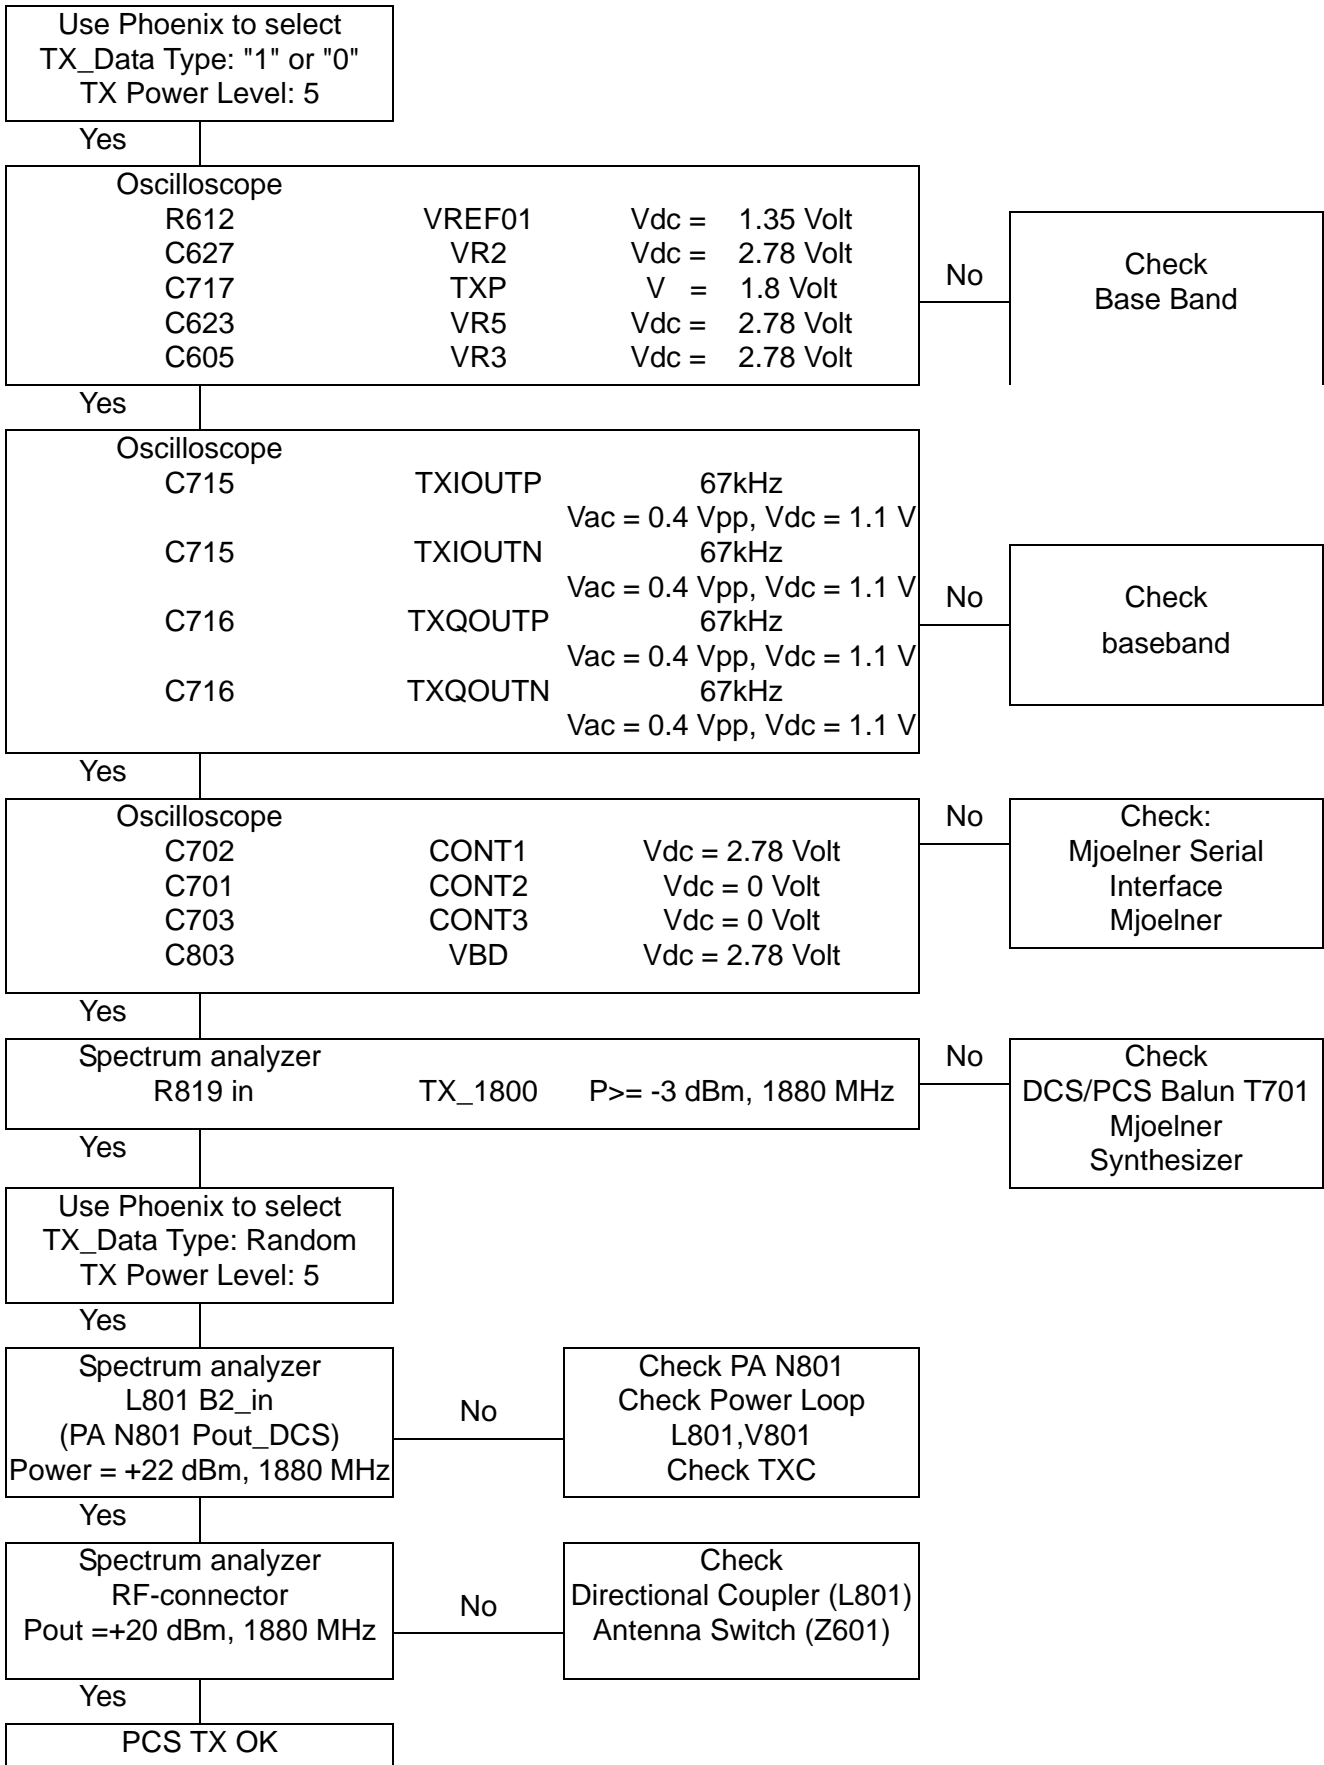 Use Phoenix to select
TX_Data Type: "1" or "0"
TX Power Level: 5
Yes
Oscilloscope
R612 VREF01 Vdc = 1.35 Volt
C627 VR2 Vdc = 2.78 Volt
C717 TXP V = 1.8 Volt
C623 VR5 Vdc = 2.78 Volt
C605 VR3 Vdc = 2.78 Volt
No
Check
Base Band
Yes
Oscilloscope
C715 TXIOUTP 67kHz
Vac = 0.4 Vpp, Vdc = 1.1 V
C715 TXIOUTN 67kHz
Vac = 0.4 Vpp, Vdc = 1.1 V
C716 TXQOUTP 67kHz
Vac = 0.4 Vpp, Vdc = 1.1 V
C716 TXQOUTN 67kHz
Vac = 0.4 Vpp, Vdc = 1.1 V
No
Check
baseband
Yes
Oscilloscope
C702 CONT1 Vdc = 2.78 Volt
C701 CONT2 Vdc = 0 Volt
C703 CONT3 Vdc = 0 Volt
C803 VBD Vdc = 2.78 Volt
No
Check:
Mjoelner Serial
Interface
Mjoelner
Yes
Spectrum analyzer
R819 in TX_1800 P>= -3 dBm, 1880 MHz
No
Check
DCS/PCS Balun T701
Mjoelner
Synthesizer
Yes
Use Phoenix to select
TX_Data Type: Random
TX Power Level: 5
Yes
Spectrum analyzer
L801 B2_in
(PA N801 Pout_DCS)
Power = +22 dBm, 1880 MHz
No
Check PA N801
Check Power Loop
L801,V801
Check TXC
Yes
Spectrum analyzer
RF-connector
Pout =+20 dBm, 1880 MHz
No
Check
Directional Coupler (L801)
Antenna Switch (Z601)
Yes
PCS TX OK